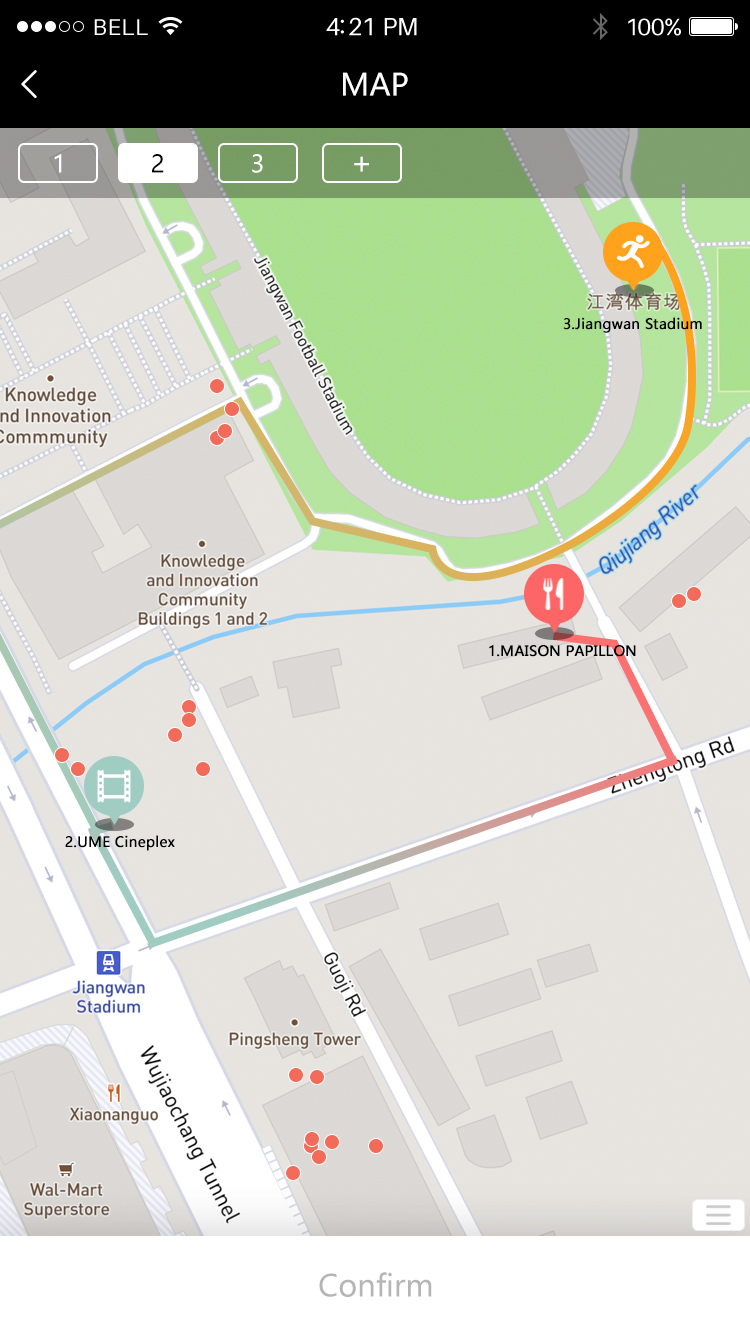 BELL 4:21 PM 100%
MAP
1 2 3 +
Jiangwan Football Stadium
江湾体育场
3.Jiangwan Stadium
Knowledge
nd Innovation
Commmunity
Qiujiang River
Knowledge
and Innovation
Community
Buildings 1 and 2
1.MAISON PAPILLON
Zhengtong Rd
2.UME Cineplex
Jiangwan
Stadium
Guoji Rd
Pingsheng Tower
Wujiaochang Tunnel
Xiaonanguo
Wal-Mart
Superstore
Confirm